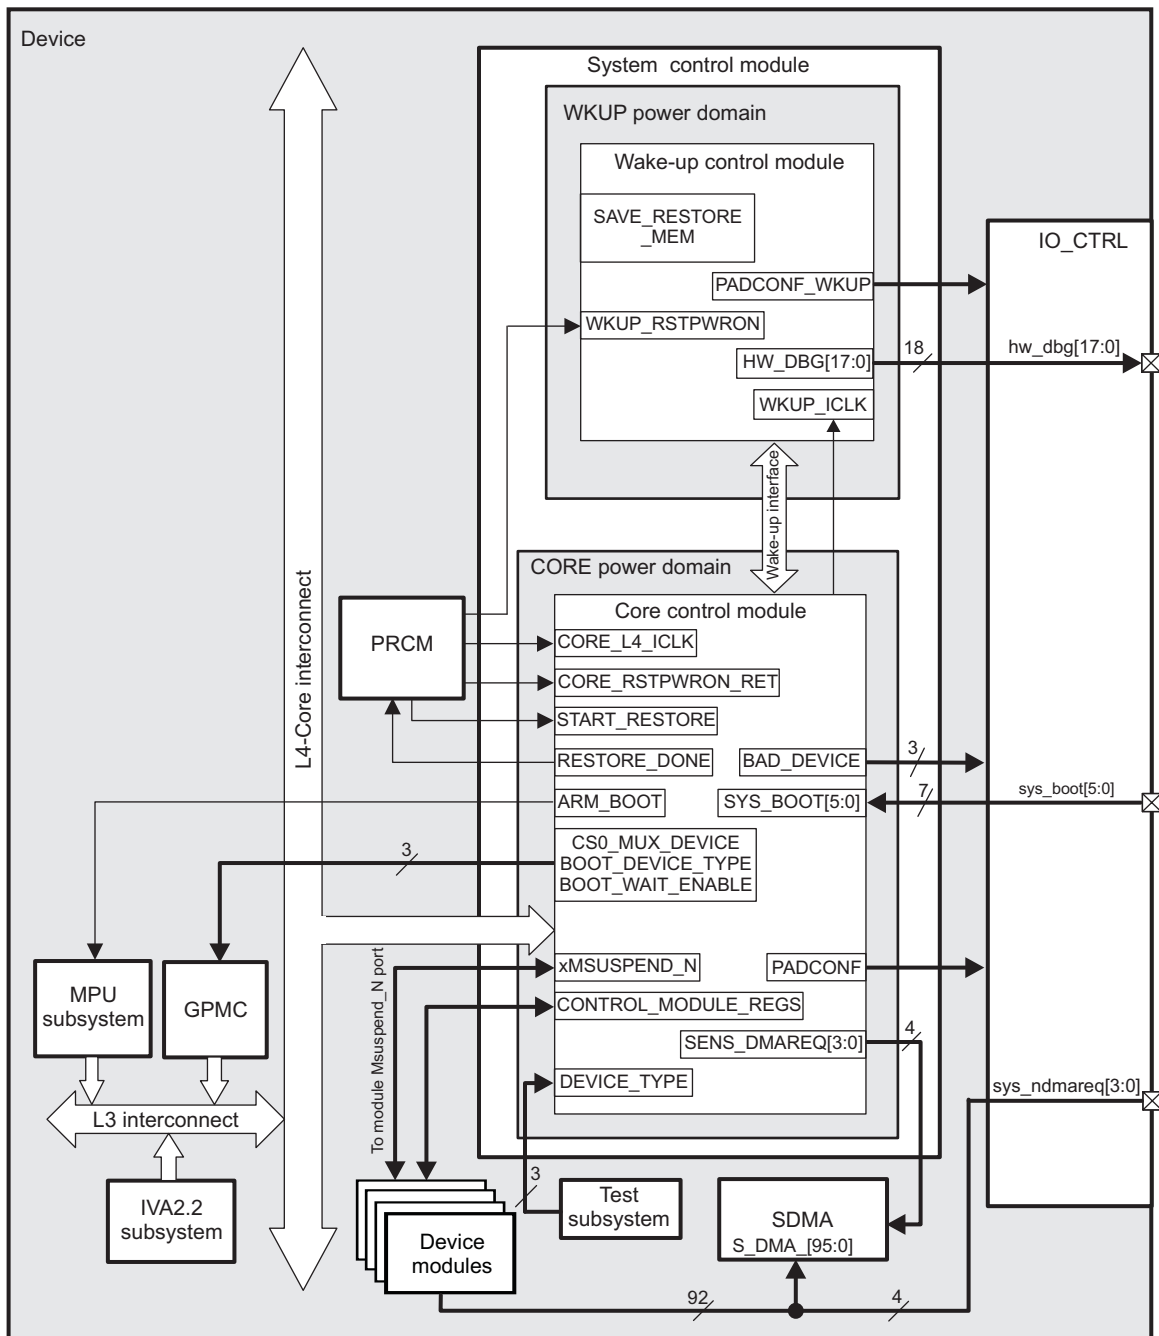 Device
System control module
WKUP power domain
Wake-up control module
SAVE_RESTORE
_MEM
IO_CTRL
PADCONF_WKUP
WKUP_RSTPWRON
18
hw_dbg[17:0]
HW_DBG[17:0]
WKUP_ICLK
Wake-up interface
CORE power domain
Core control module
L4-Core interconnect
PRCM
CORE_L4_ICLK
CORE_RSTPWRON_RET
START_RESTORE
RESTORE_DONE
BAD_DEVICE
3
ARM_BOOT
SYS_BOOT[5:0]
7
sys_boot[5:0]
CS0_MUX_DEVICE
BOOT_DEVICE_TYPE
BOOT_WAIT_ENABLE
3
To module Msuspend_N port
xMSUSPEND_N
PADCONF
MPU
subsystem
GPMC
CONTROL_MODULE_REGS
SENS_DMAREQ[3:0]
4
DEVICE_TYPE
sys_ndmareq[3:0]
L3 interconnect
3
IVA2.2
subsystem
Test
subsystem
SDMA
S_DMA_[95:0]
Device
modules
92
4